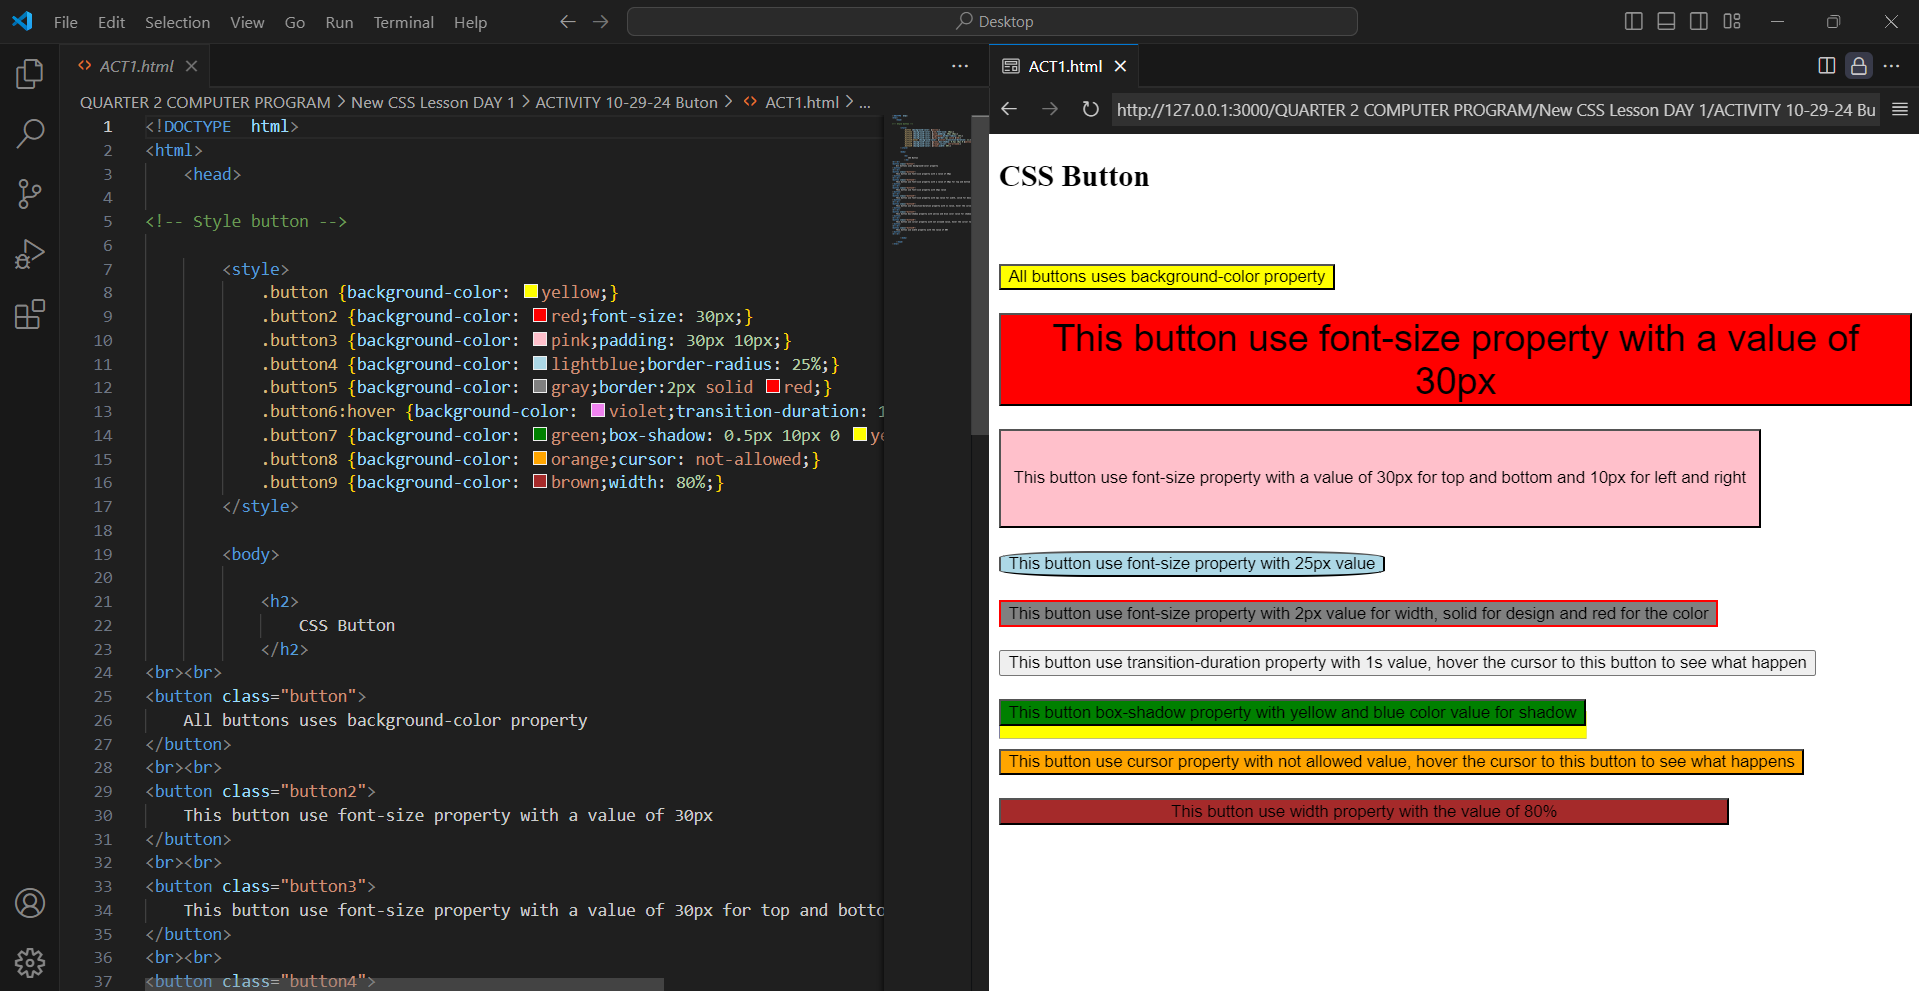 File Edit Selection View Go Run Terminal Help
Desktop
ACT1.html
QUARTER 2 COMPUTER PROGRAM > New CSS Lesson DAY 1 > ACTIVITY 10-29-24 Buton > ACT1.html > ...
1 <!DOCTYPE  html>
2 <html>
3 <head>
4
5 <!-- Style button -->
6
7 <style>
8 .button {background-color: yellow;}
9 .button2 {background-color: red;font-size: 30px;}
10 .button3 {background-color: pink;padding: 30px 10px;}
11 .button4 {background-color: lightblue;border-radius: 25%;}
12 .button5 {background-color: gray;border:2px solid red;}
13 .button6:hover {background-color: violet;transition-duration: 1
14 .button7 {background-color: green;box-shadow: 0.5px 10px 0 ye
15 .button8 {background-color: orange;cursor: not-allowed;}
16 .button9 {background-color: brown;width: 80%;}
17 </style>
18
19 <body>
20
21 <h2>
22 CSS Button
23 </h2>
24 <br><br>
25 <button class="button">
26 All buttons uses background-color property
27 </button>
28 <br><br>
29 <button class="button2">
30 This button use font-size property with a value of 30px
31 </button>
32 <br><br>
33 <button class="button3">
34 This button use font-size property with a value of 30px for top and botto
35 </button>
36 <br><br>
37 <button class="button4">
ACT1.html
http://127.0.0.1:3000/QUARTER 2 COMPUTER PROGRAM/New CSS Lesson DAY 1/ACTIVITY 10-29-24 Bu
CSS Button
All buttons uses background-color property
This button use font-size property with a value of
30px
This button use font-size property with a value of 30px for top and bottom and 10px for left and right
This button use font-size property with 25px value
This button use font-size property with 2px value for width, solid for design and red for the color
This button use transition-duration property with 1s value, hover the cursor to this button to see what happen
This button box-shadow property with yellow and blue color value for shadow
This button use cursor property with not allowed value, hover the cursor to this button to see what happens
This button use width property with the value of 80%